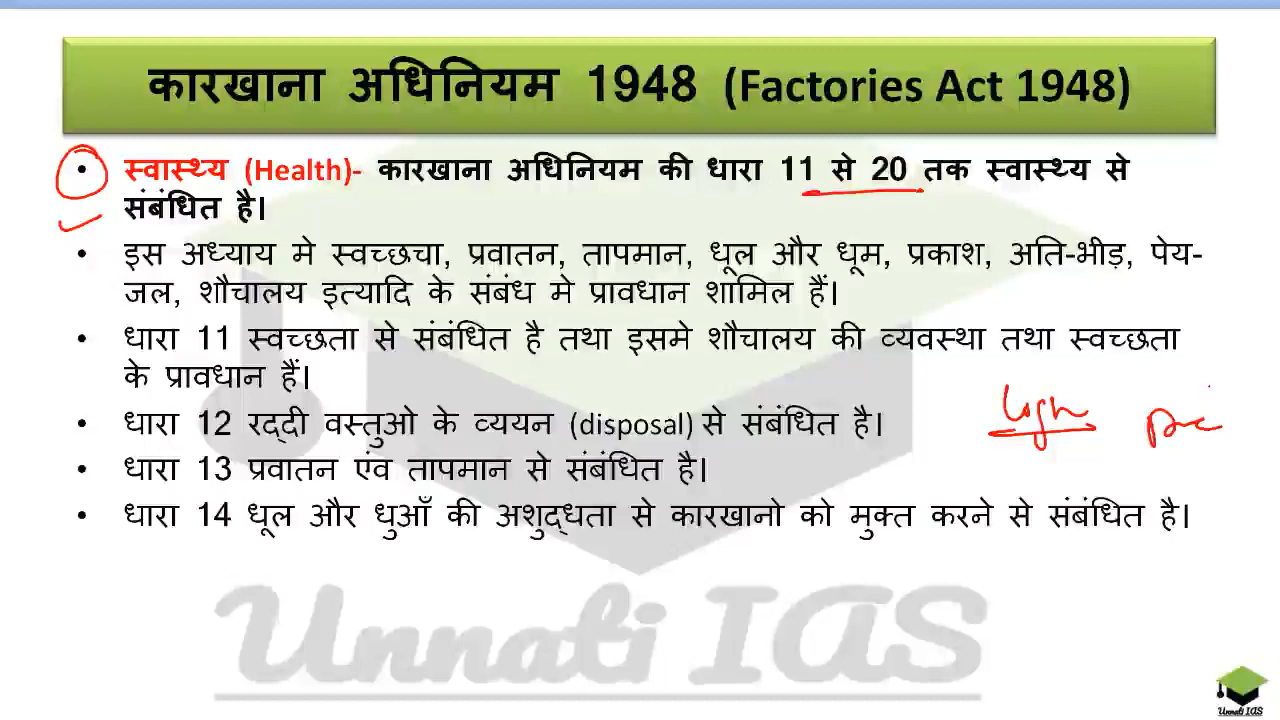 कारखाना अधिनियम 1948 (Factories Act 1948)
• स्वास्थ्य (Health)- कारखाना अधिनियम की धारा 11 से 20 तक स्वास्थ्य से
संबंधित है।
• इस अध्याय मे स्वच्छचा, प्रवातन, तापमान, धूल और धूम, प्रकाश, अति-भीड़, पेय-
जल, शौचालय इत्यादि के संबंध मे प्रावधान शामिल हैं।
• धारा 11 स्वच्छता से संबंधित है तथा इसमे शौचालय की व्यवस्था तथा स्वच्छता
के प्रावधान हैं।
• धारा 12 रद्दी वस्तुओ के व्ययन (disposal) से संबंधित है।
• धारा 13 प्रवातन एंव तापमान से संबंधित है।
• धारा 14 धूल और धुआँ की अशुद्धता से कारखानो को मुक्त करने से संबंधित है।
Unnati IAS
Unnati IAS